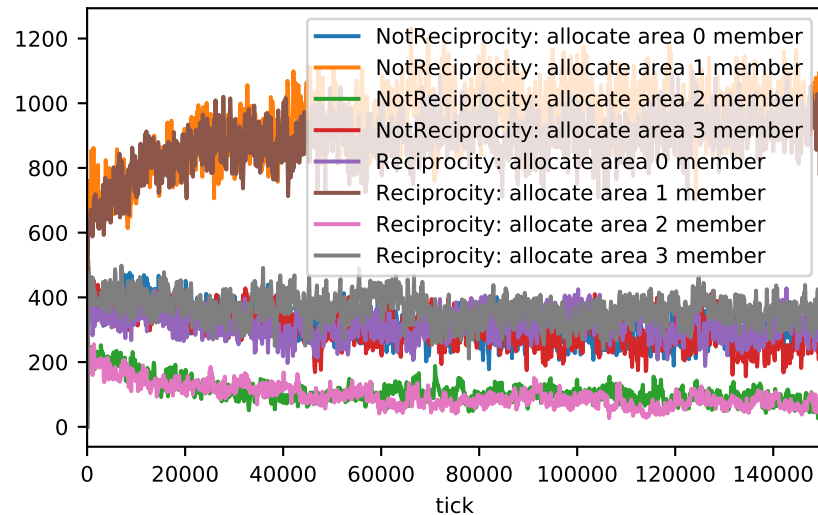 1200
1000
800
600
400
200
0
NotReciprocity: allocate area 0 member
NotReciprocity: allocate area 1 member
NotReciprocity: allocate area 2 member
NotReciprocity: allocate area 3 member
Reciprocity: allocate area 0 member
Reciprocity: allocate area 1 member
Reciprocity: allocate area 2 member
Reciprocity: allocate area 3 member
0 20000 40000 60000 80000 100000 120000 140000
tick